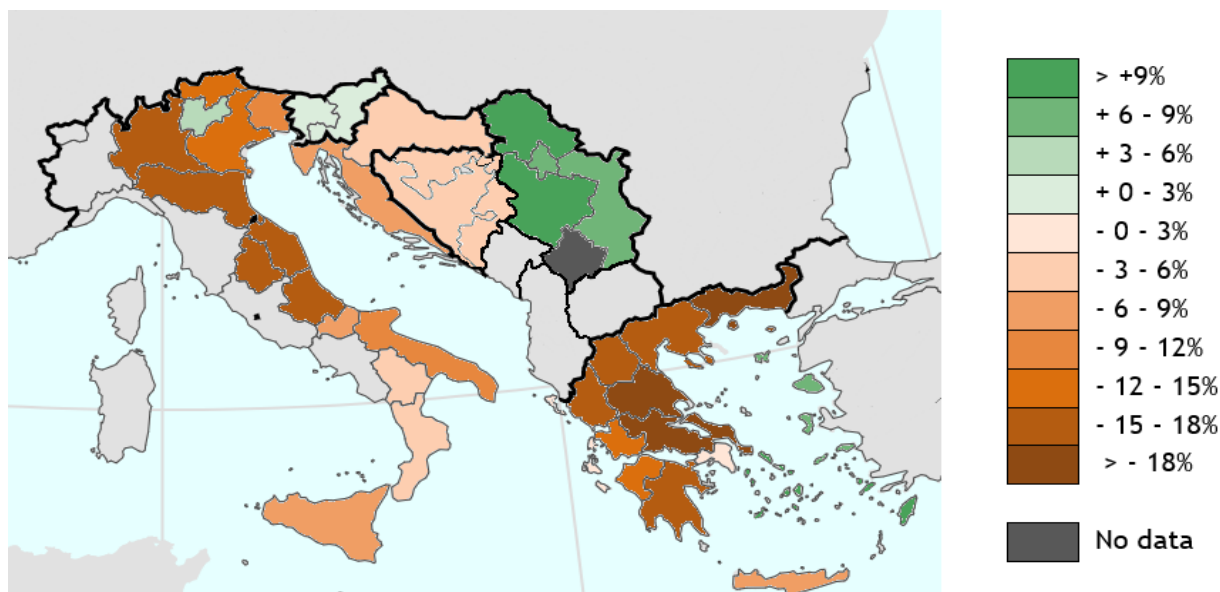 > +9%
+ 6 - 9%
+ 3 - 6%
+ 0 - 3%
- 0 - 3%
- 3 - 6%
- 6 - 9%
- 9 - 12%
- 12 - 15%
- 15 - 18%
> - 18%
No data